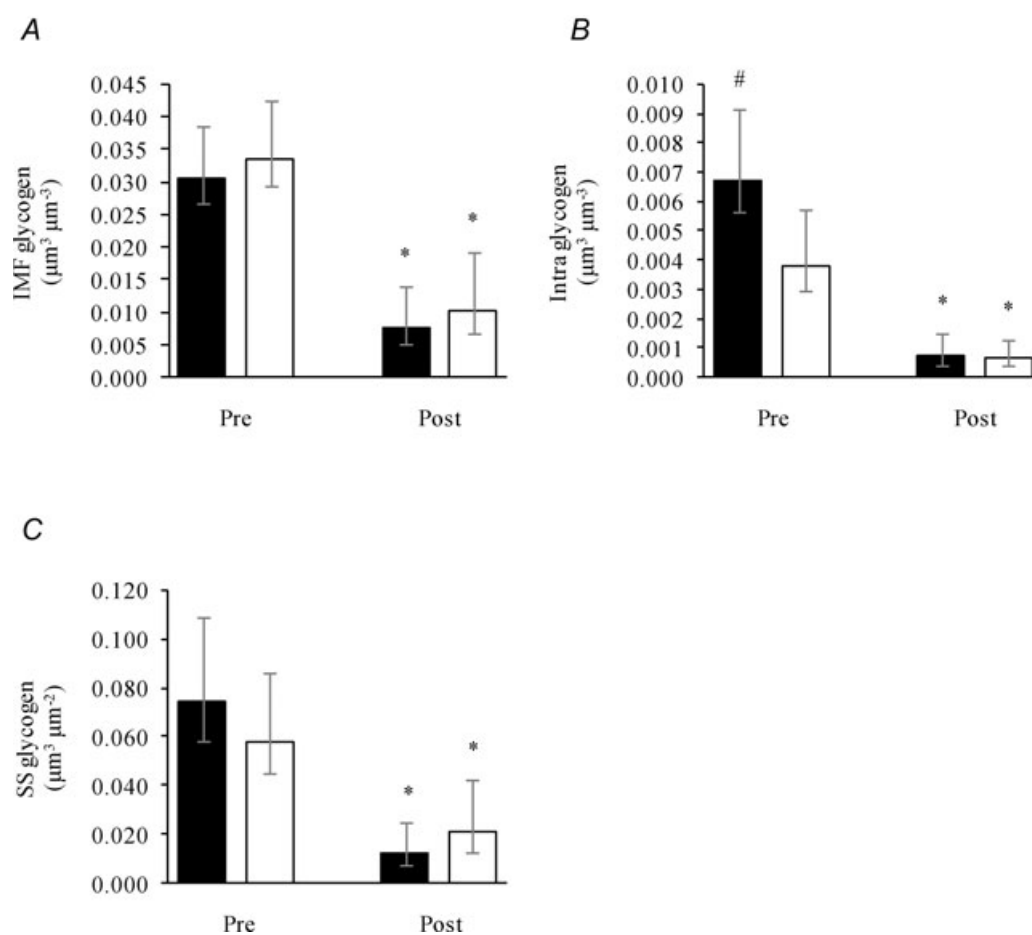 A
IMF glycogen
(µm³ µm⁻³)
0.045
0.040
0.035
0.030
0.025
0.020
0.015
0.010
0.005
0.000
*
*
Pre
Post
B
Intra glycogen
(µm³ µm⁻³)
0.010
0.009
0.008
0.007
0.006
0.005
0.004
0.003
0.002
0.001
0.000
#
*
*
Pre
Post
C
SS glycogen
(µm³ µm⁻²)
0.120
0.100
0.080
0.060
0.040
0.020
0.000
*
*
Pre
Post